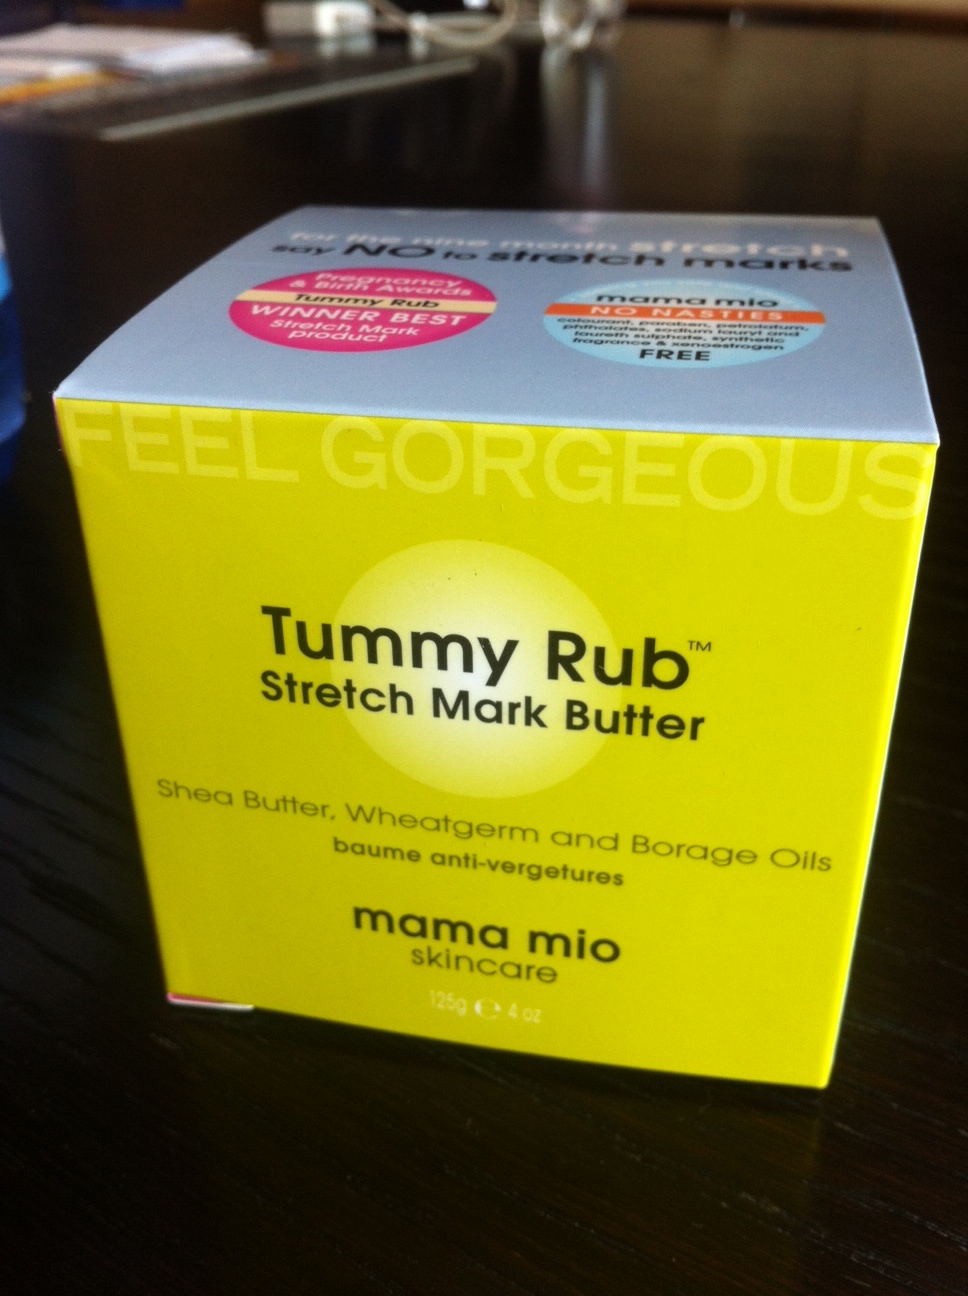 for the nine month stretch
say NO to stretch marks
Pregnancy
& Birth Awards
Tummy Rub
WINNER BEST
Stretch Mark
product
mama mio
NO NASTIES
colourant, paraben, petrolatum,
phthalates, sodium lauryl and
laureth sulphate, synthetic
fragrance & xenoestrogen
FREE
FEEL GORGEOUS
Tummy Rub™
Stretch Mark Butter
Shea Butter, Wheatgerm and Borage Oils
baume anti-vergetures
mama mio
skincare
125g ℮ 4 oz